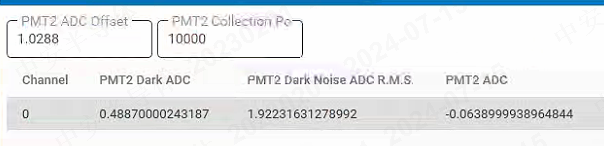 PMT2 ADC Offset
PMT2 Collection Po
1.0288
10000
Channel PMT2 Dark ADC PMT2 Dark Noise ADC R.M.S. PMT2 ADC
0 0.48870000243187 1.92231631278992 -0.0638999938964844